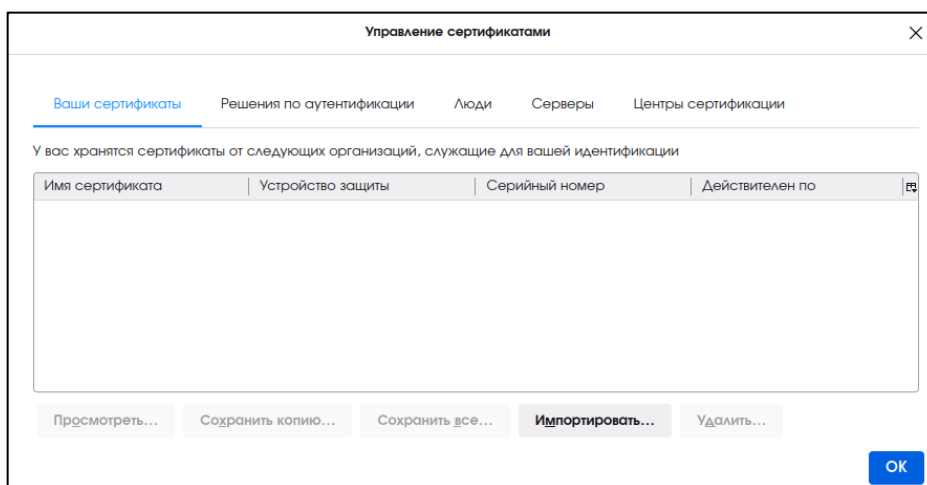 Управление сертификатами
Ваши сертификаты Решения по аутентификации Люди Серверы Центры сертификации
У вас хранятся сертификаты от следующих организаций, служащие для вашей идентификации
Имя сертификата Устройство защиты Серийный номер Действителен по
Просмотреть... Сохранить копию... Сохранить все... Импортировать... Удалить...
ОК